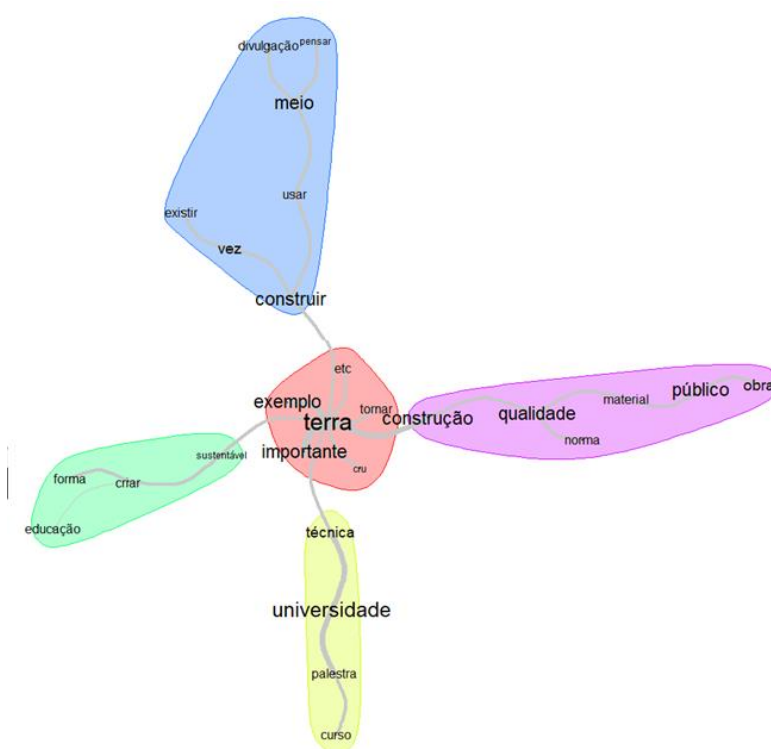 divulgação
pensar
meio
usar
existir
vez
construir
etc
exemplo
tornar
terra
construção
importante
cru
qualidade
norma
material
público
obra
sustentável
forma
criar
educação
técnica
universidade
palestra
curso